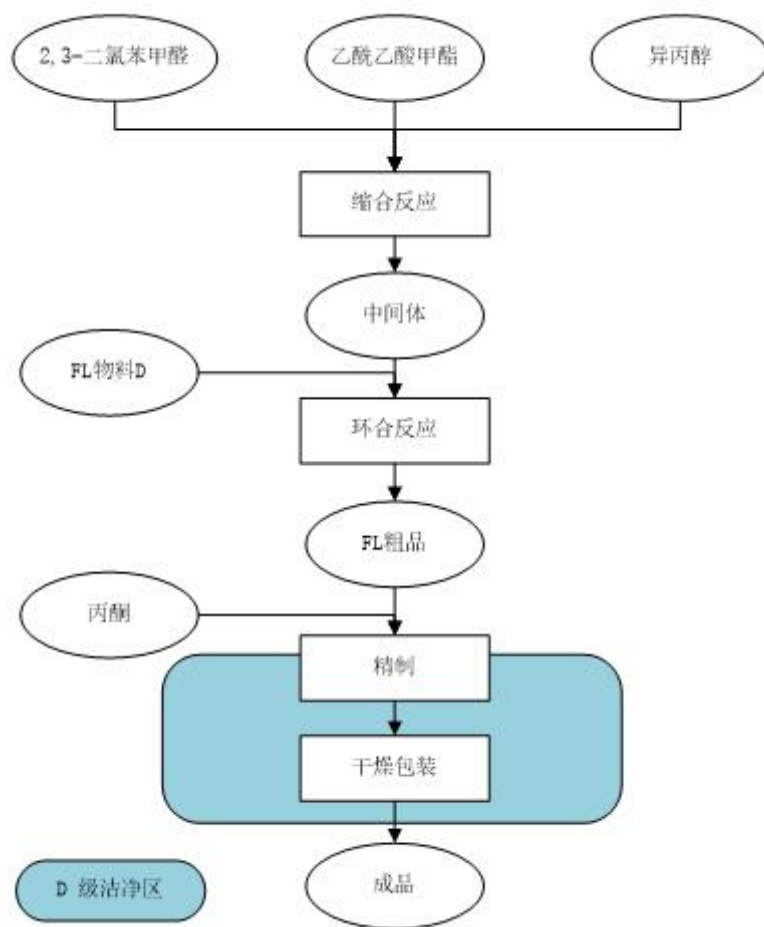 2,3-二氯苯甲醛
乙酰乙酸甲酯
异丙醇
缩合反应
中间体
FL物料D
环合反应
FL粗品
丙酮
精制
干燥包装
D 级洁净区
成品